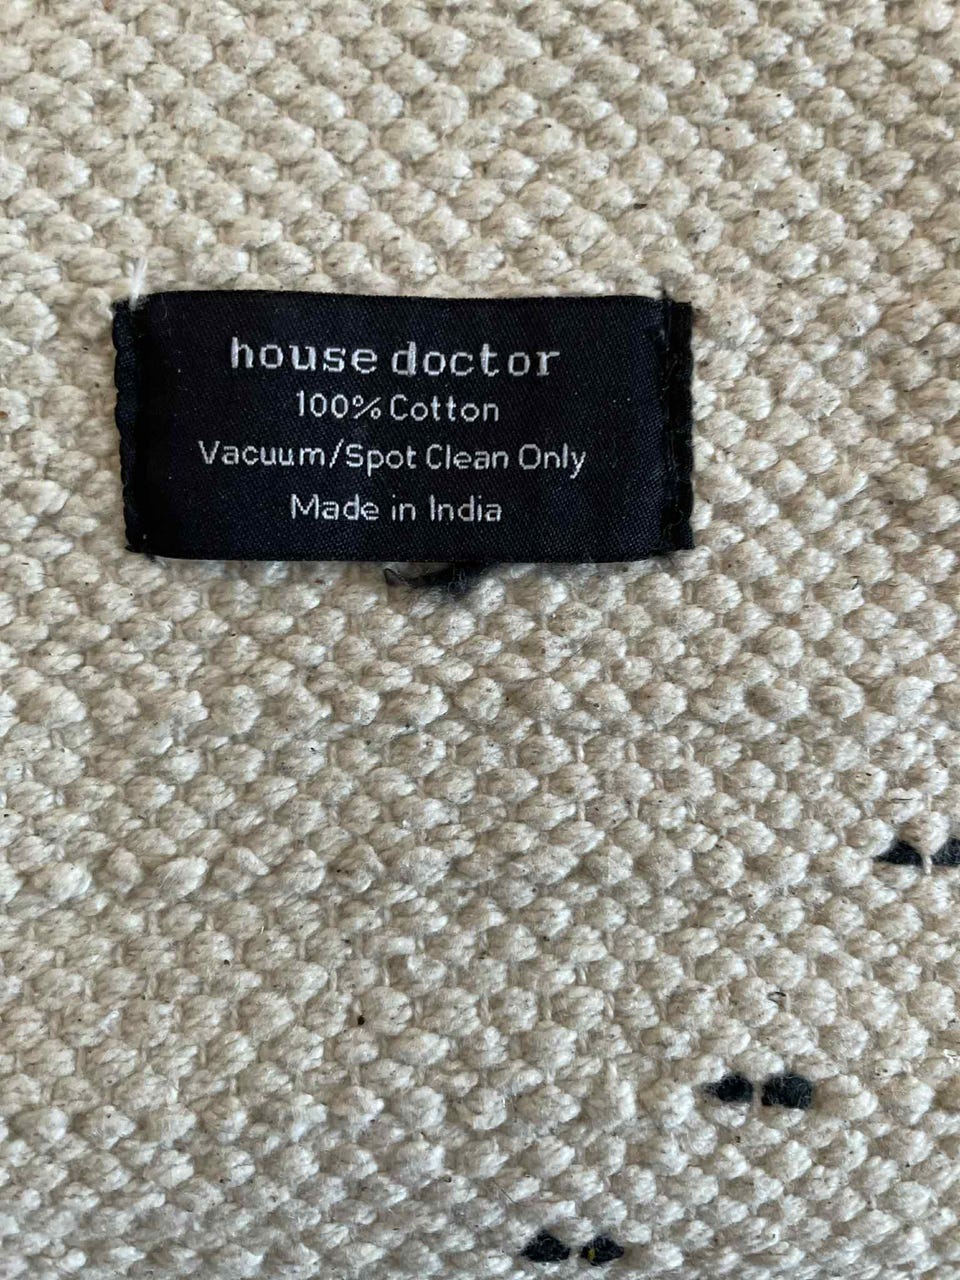 house doctor
100% Cotton
Vacuum/Spot Clean Only
Made in India